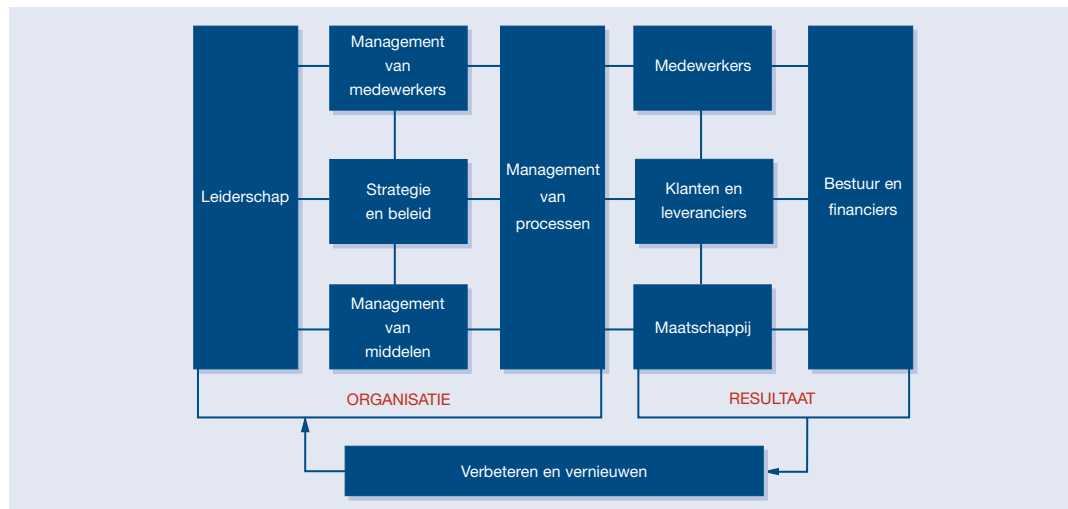 Leiderschap
Management
van
medewerkers
Strategie
en beleid
Management
van
middelen
Management
van
processen
Medewerkers
Klanten en
leveranciers
Maatschappij
Bestuur en
financiers
ORGANISATIE
RESULTAAT
Verbeteren en vernieuwen